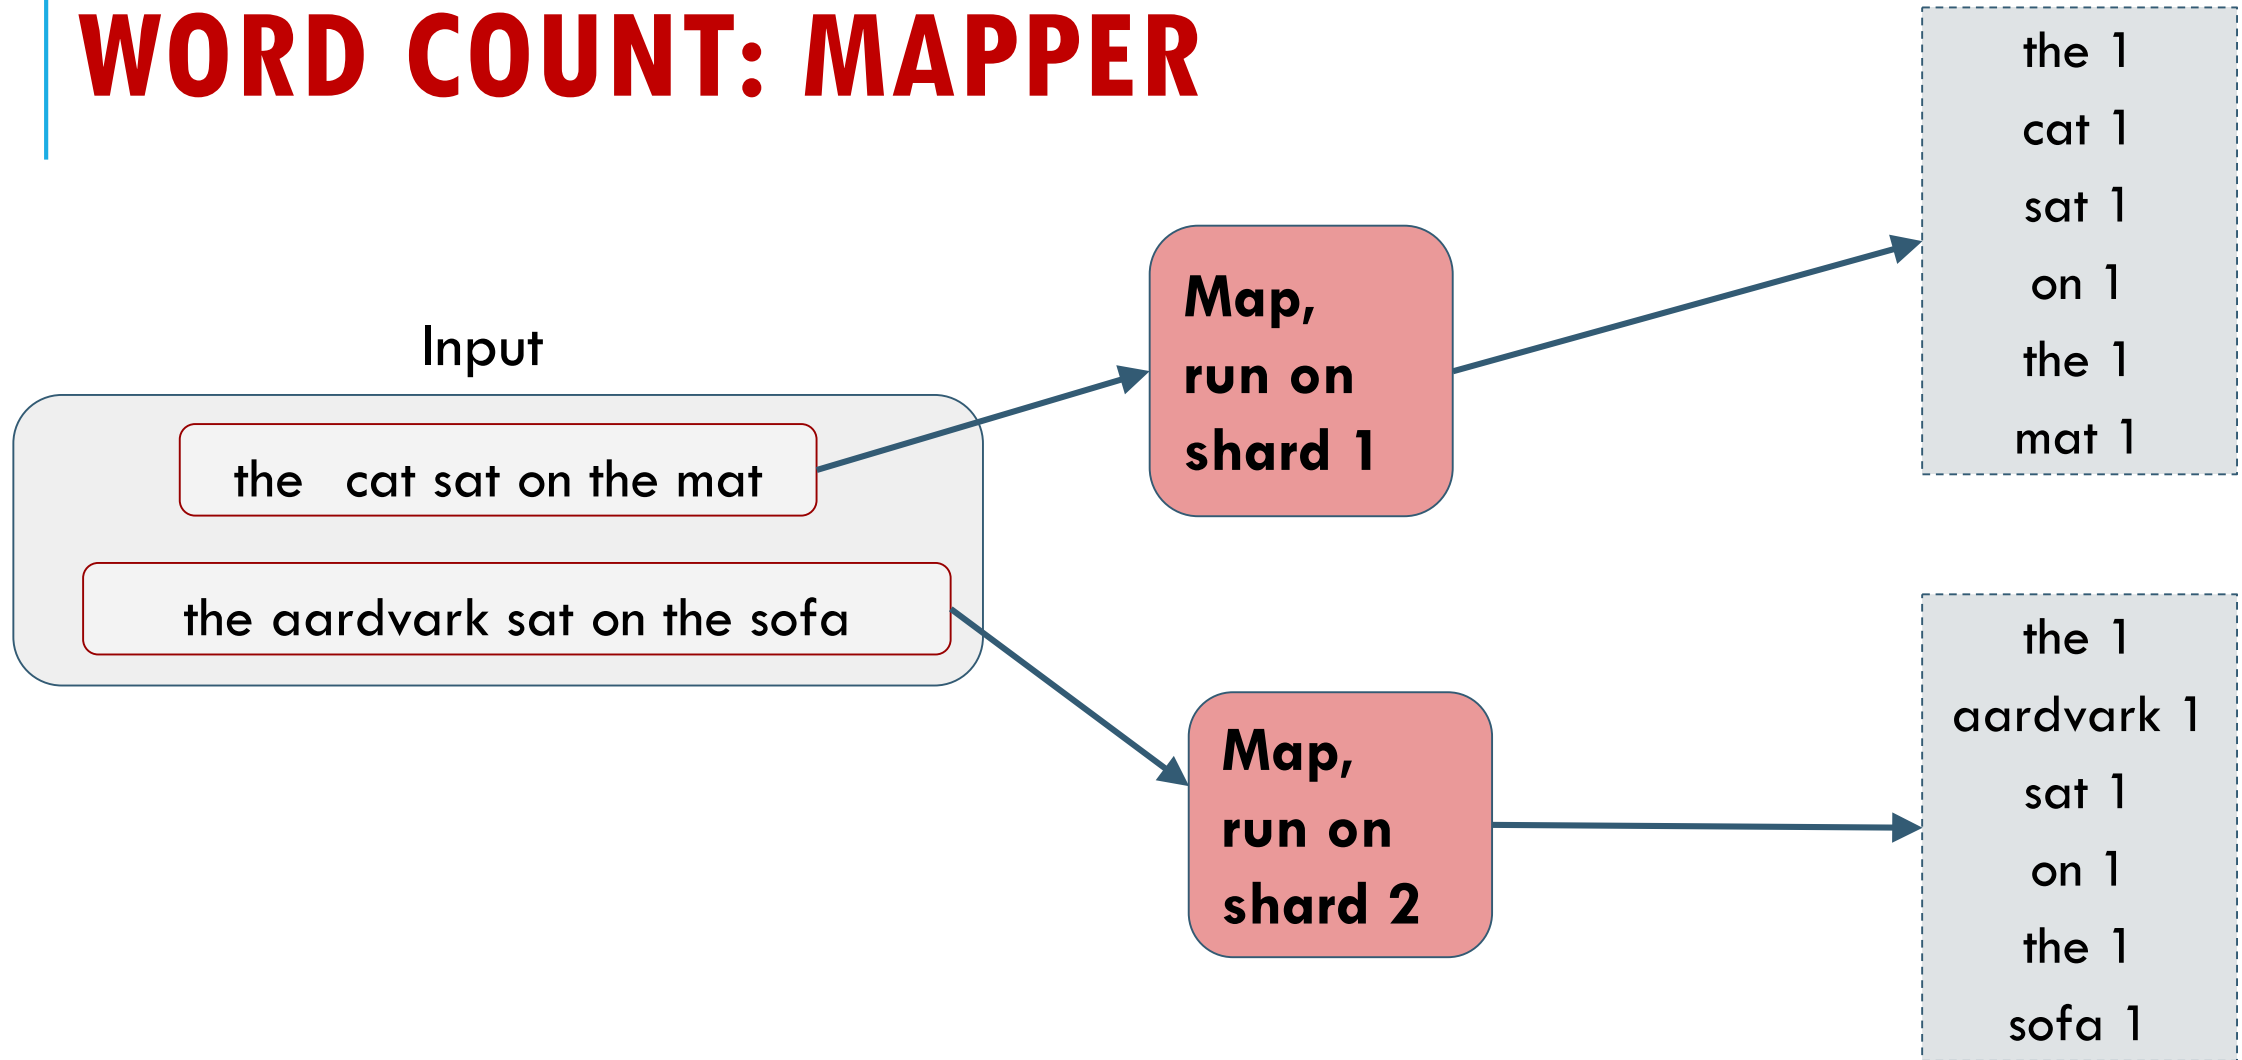 WORD COUNT: MAPPER
Input
the cat sat on the mat
the aardvark sat on the sofa
Map,
run on
shard 1
Map,
run on
shard 2
the 1
cat 1
sat 1
on 1
the 1
mat 1
the 1
aardvark 1
sat 1
on 1
the 1
sofa 1